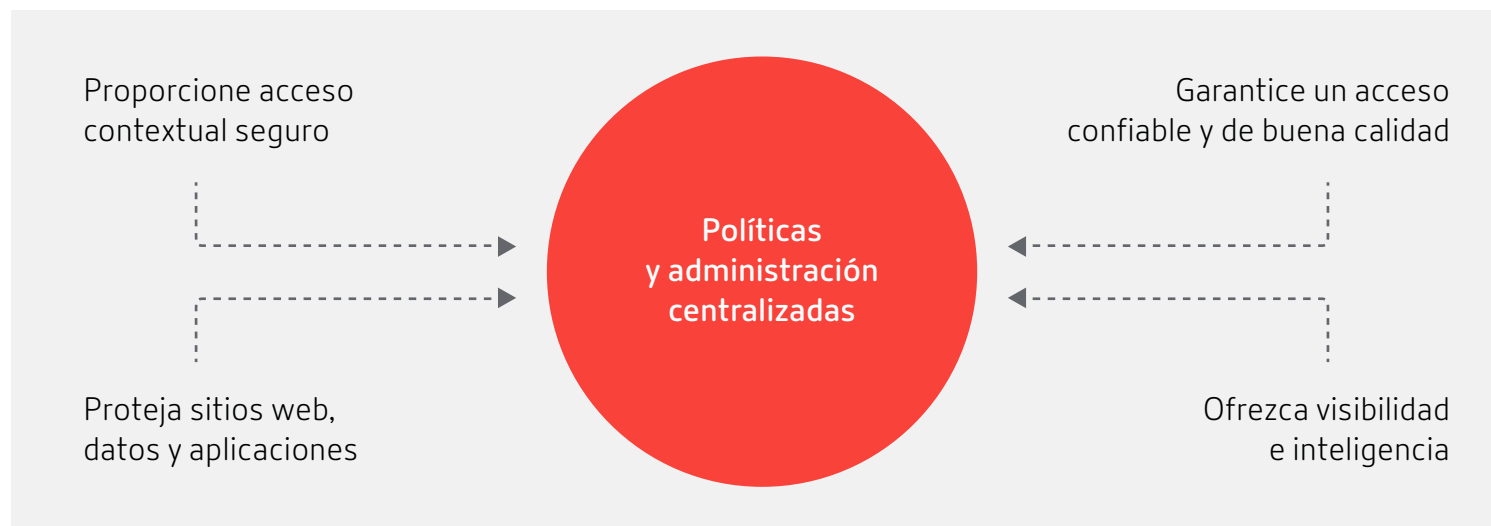 Proporcione acceso
contextual seguro
Garantice un acceso
confiable y de buena calidad
Políticas
y administración
centralizadas
Proteja sitios web,
datos y aplicaciones
Ofrezca visibilidad
e inteligencia